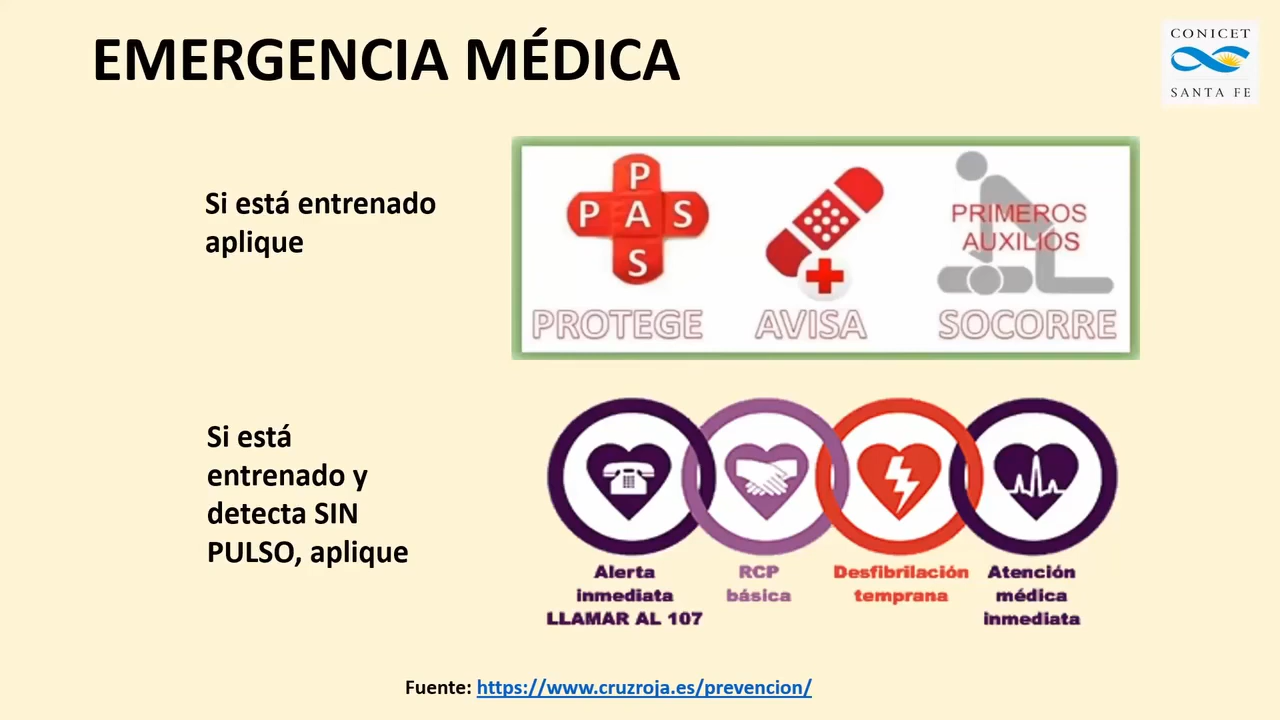 EMERGENCIA MÉDICA
CONICET
SANTA FE
Si está entrenado
aplique
P
P A S
S
PRIMEROS
AUXILIOS
PROTEGE AVISA SOCORRE
Si está
entrenado y
detecta SIN
PULSO, aplique
Alerta
inmediata
LLAMAR AL 107
RCP
básica
Desfibrilación
temprana
Atención
médica
inmediata
Fuente: https://www.cruzroja.es/prevencion/